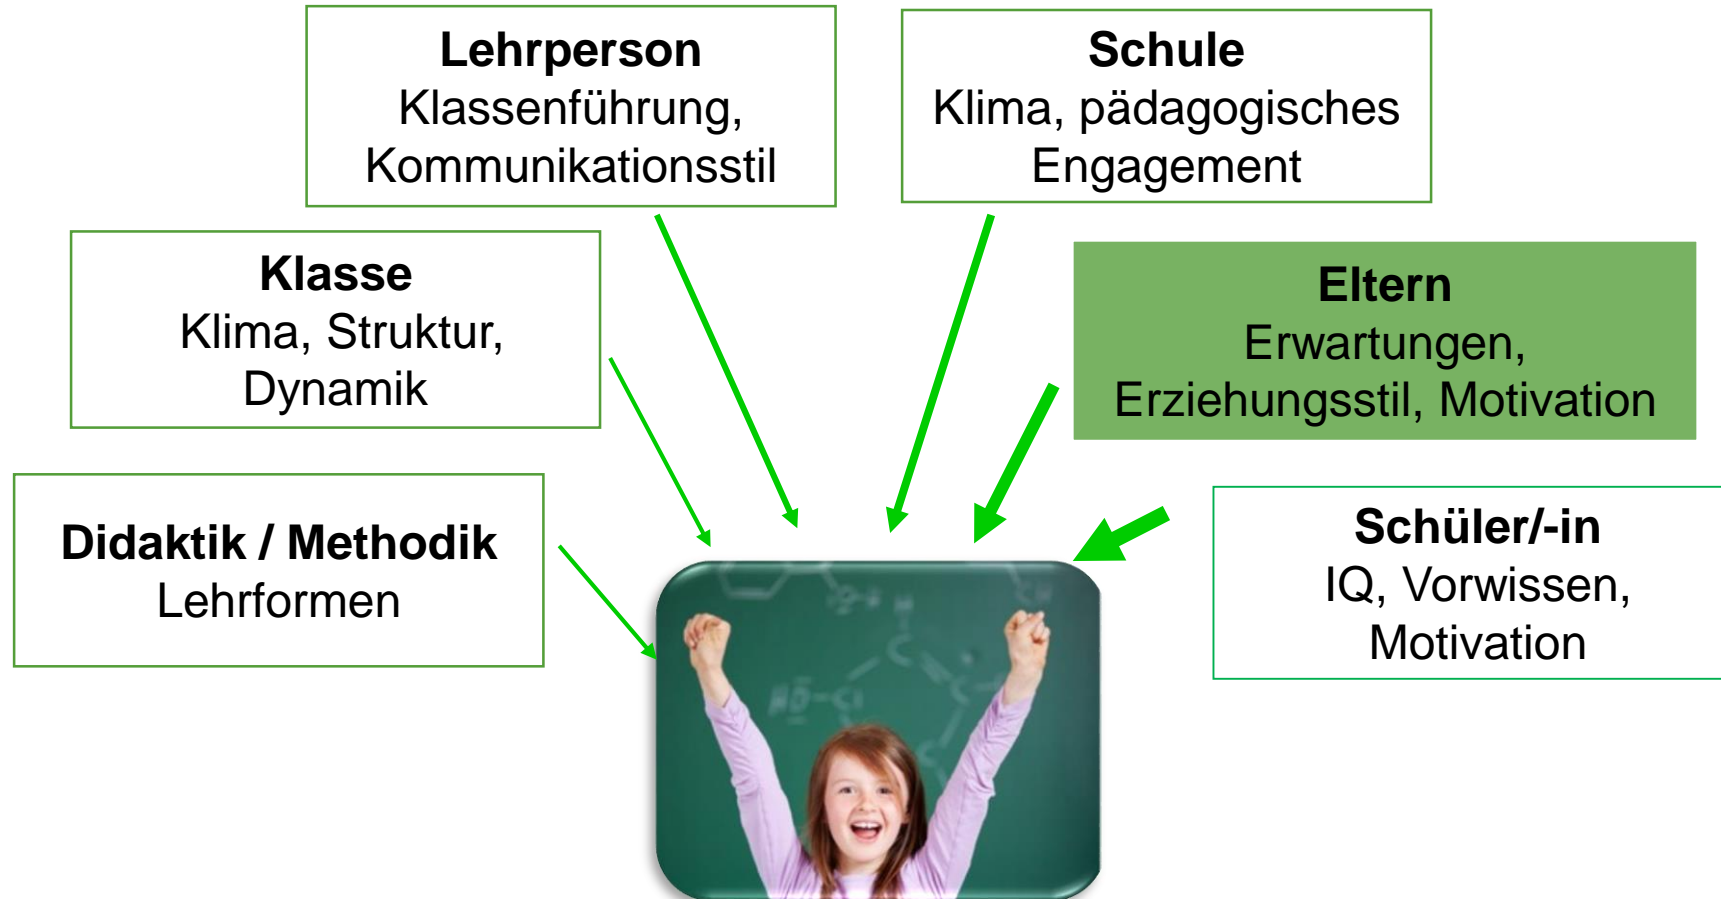 Lehrperson
Klassenführung,
Kommunikationsstil
Schule
Klima, pädagogisches
Engagement
Klasse
Klima, Struktur,
Dynamik
Eltern
Erwartungen,
Erziehungsstil, Motivation
Didaktik / Methodik
Lehrformen
Schüler/-in
IQ, Vorwissen,
Motivation